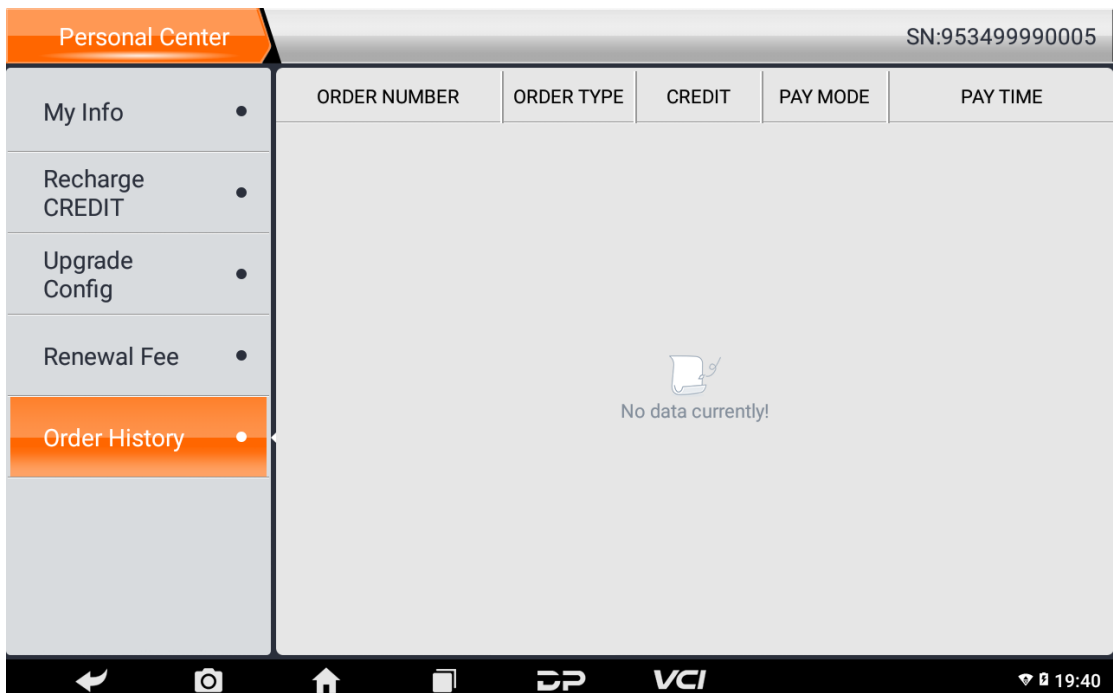 Personal Center
SN:953499990005
My Info
Recharge
CREDIT
Upgrade
Config
Renewal Fee
Order History
ORDER NUMBER ORDER TYPE CREDIT PAY MODE PAY TIME
No data currently!
DP VCI 19:40